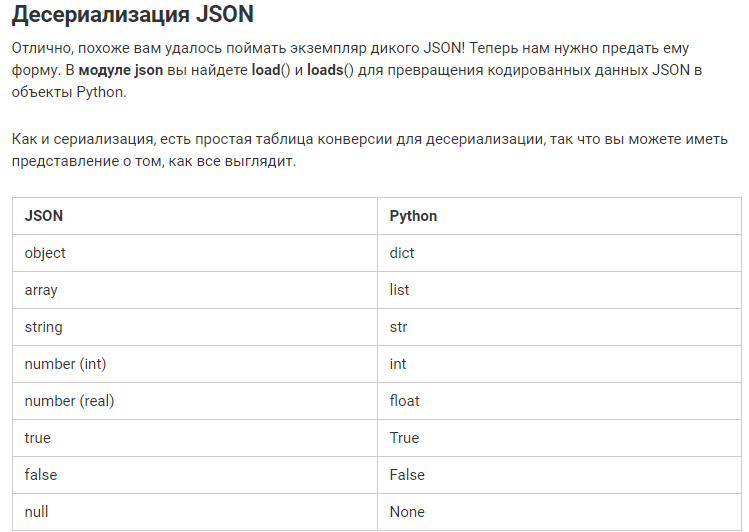 Десериализация JSON
Отлично, похоже вам удалось поймать экземпляр дикого JSON! Теперь нам нужно предать ему
форму. В модуле json вы найдете load() и loads() для превращения кодированных данных JSON в
объекты Python.
Как и сериализация, есть простая таблица конверсии для десериализации, так что вы можете иметь
представление о том, как все выглядит.
JSON Python
object dict
array list
string str
number (int) int
number (real) float
true True
false False
null None